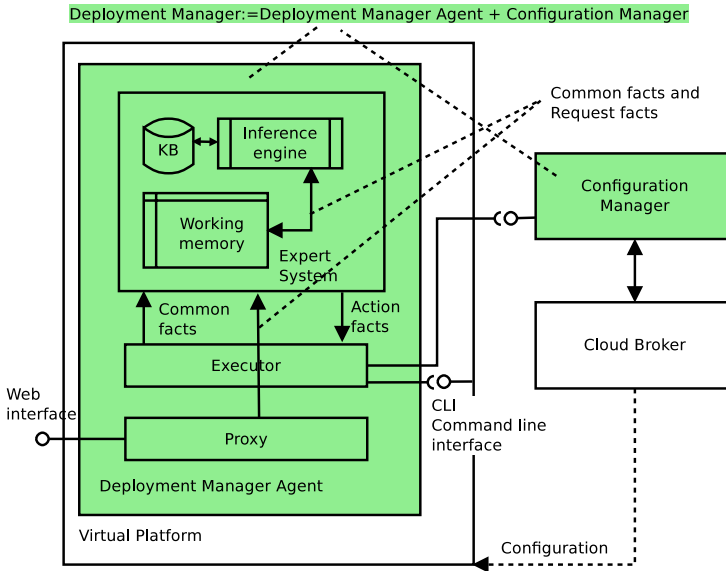 Deployment Manager:=Deployment Manager Agent + Configuration Manager
Common facts and
Request facts
KB
Inference
engine
Configuration
Manager
Working
memory
Expert
System
Common
facts
Action
facts
Executor
Cloud Broker
Web
interface
CLI
Command line
interface
Proxy
Deployment Manager Agent
Virtual Platform
Configuration